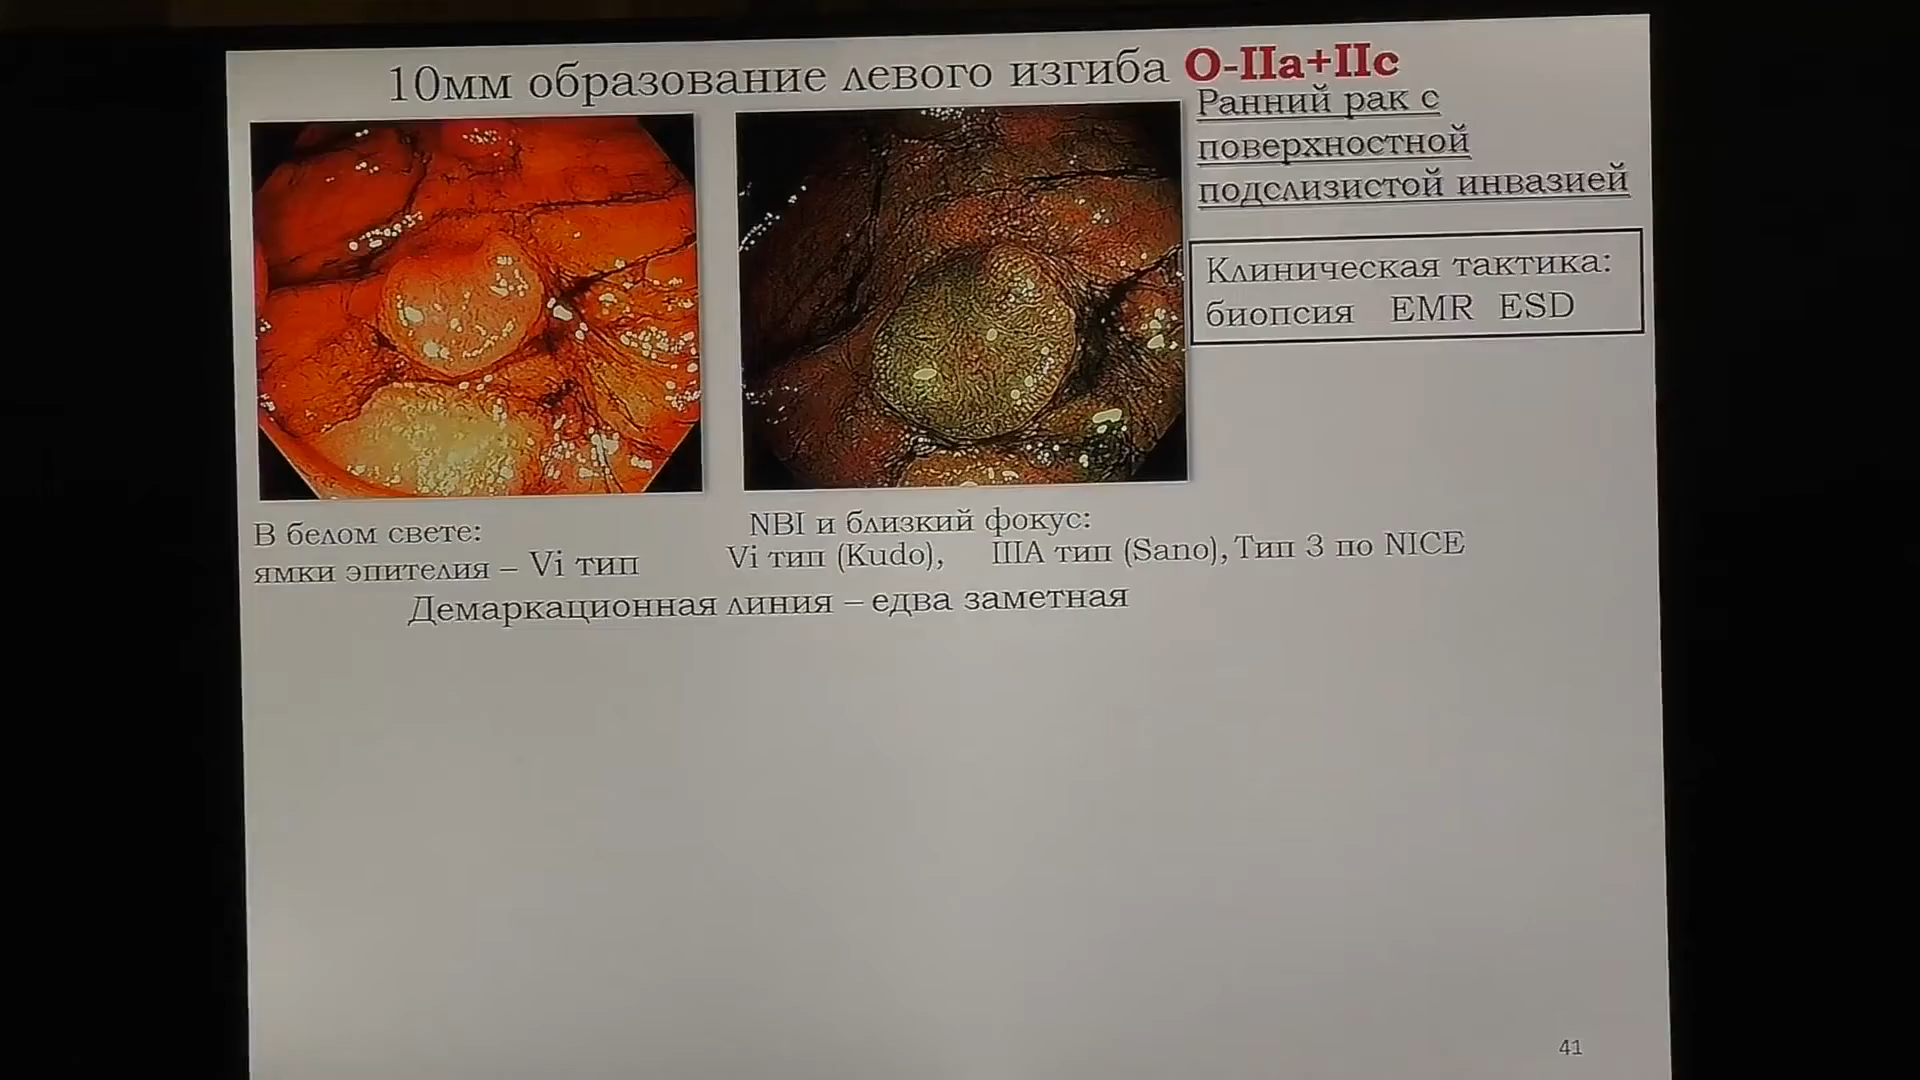 10мм образование левого изгиба O-IIa+IIc
Ранний рак с
поверхностной
подслизистой инвазией
Клиническая тактика:
биопсия EMR ESD
В белом свете:
ямки эпителия – Vi тип
NBI и близкий фокус:
Vi тип (Kudo), IIIA тип (Sano), Тип 3 по NICE
Демаркационная линия – едва заметная
41